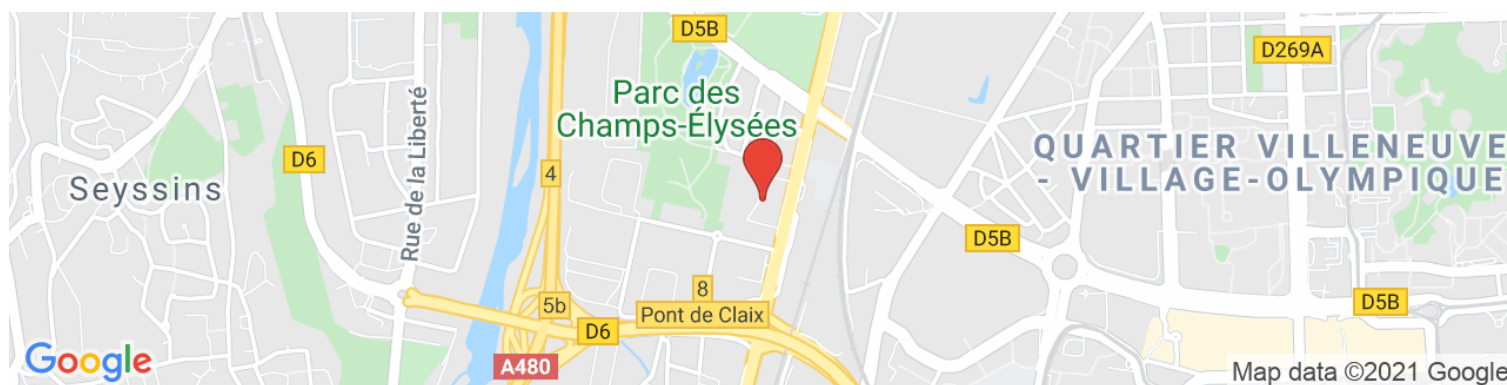 D5B
D269A
Parc des
Champs-Élysées
QUARTIER VILLENEUVE
- VILLAGE-OLYMPIQUE
D6
4
Seyssins
Rue de la Liberté
D5B
8
5b
Pont de Claix
D5B
D6
A480
Google
Map data ©2021 Google